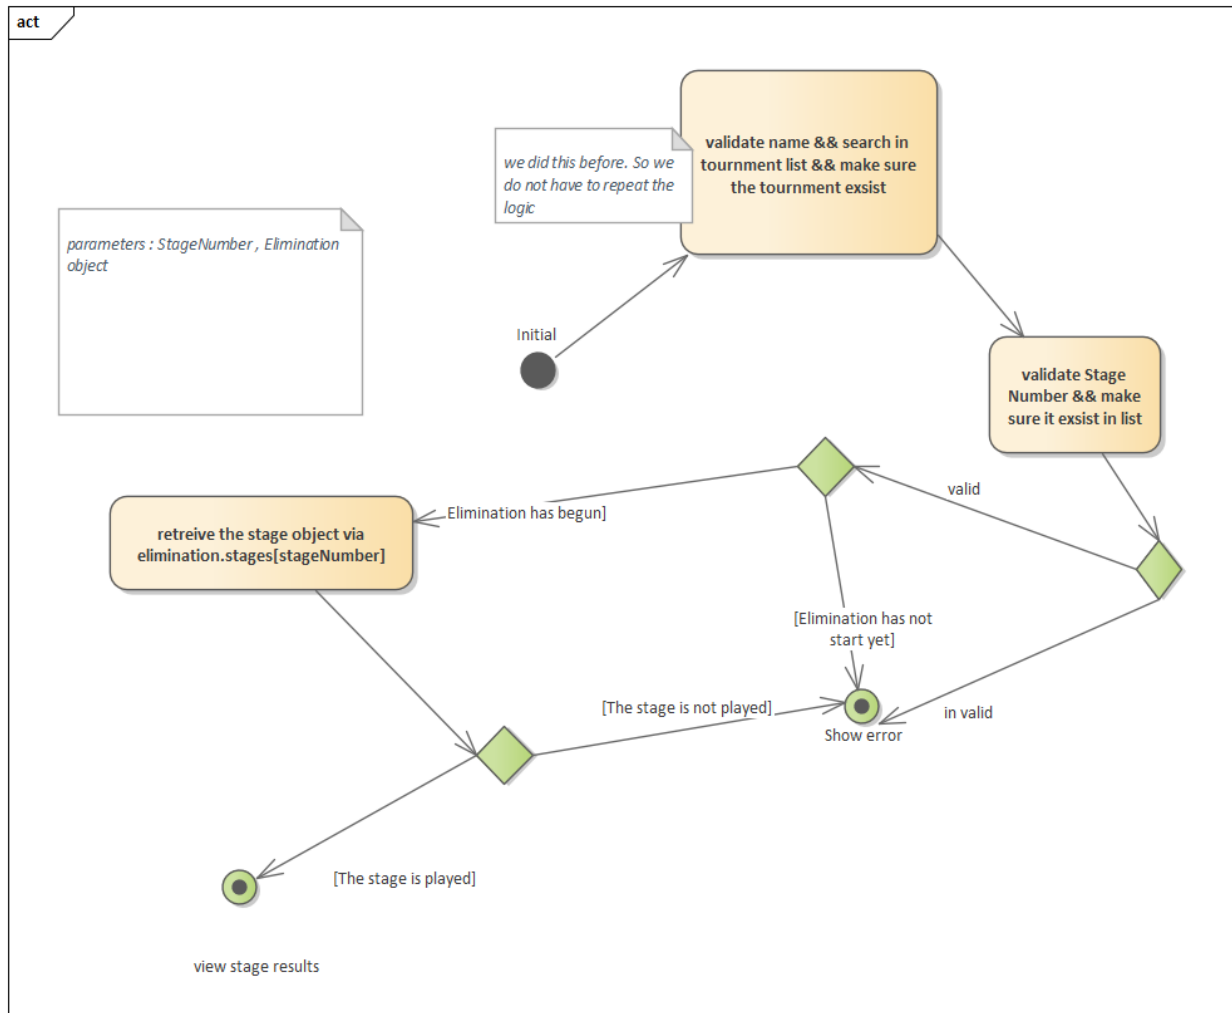 act
validate name && search in
tournment list && make sure
the tournment exsist
we did this before. So we
do not have to repeat the
logic
parameters : StageNumber , Elimination
object
Initial
validate Stage
Number && make
sure it exsist in list
valid
Elimination has begun]
retreive the stage object via
elimination.stages[stageNumber]
[Elimination has not
start yet]
[The stage is not played]
in valid
Show error
[The stage is played]
view stage results